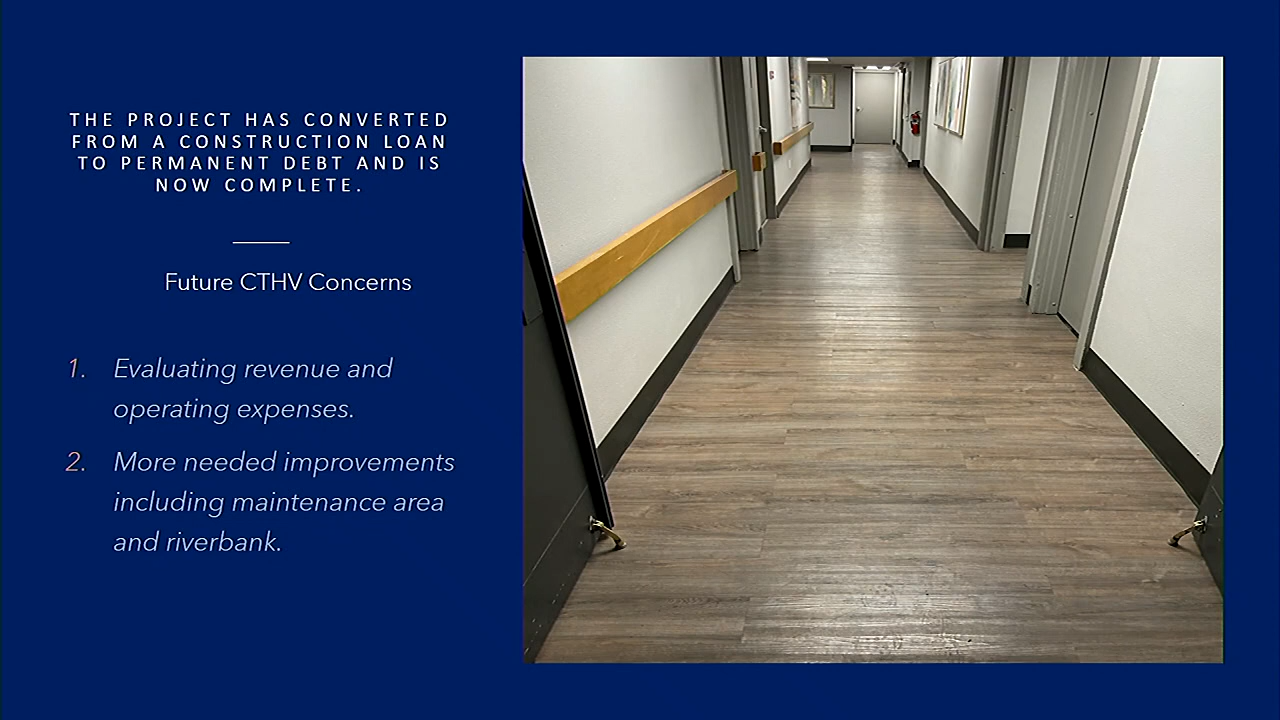 THE PROJECT HAS CONVERTED
FROM A CONSTRUCTION LOAN
TO PERMANENT DEBT AND IS
NOW COMPLETE.
Future CTHV Concerns
1. Evaluating revenue and
operating expenses.
2. More needed improvements
including maintenance area
and riverbank.